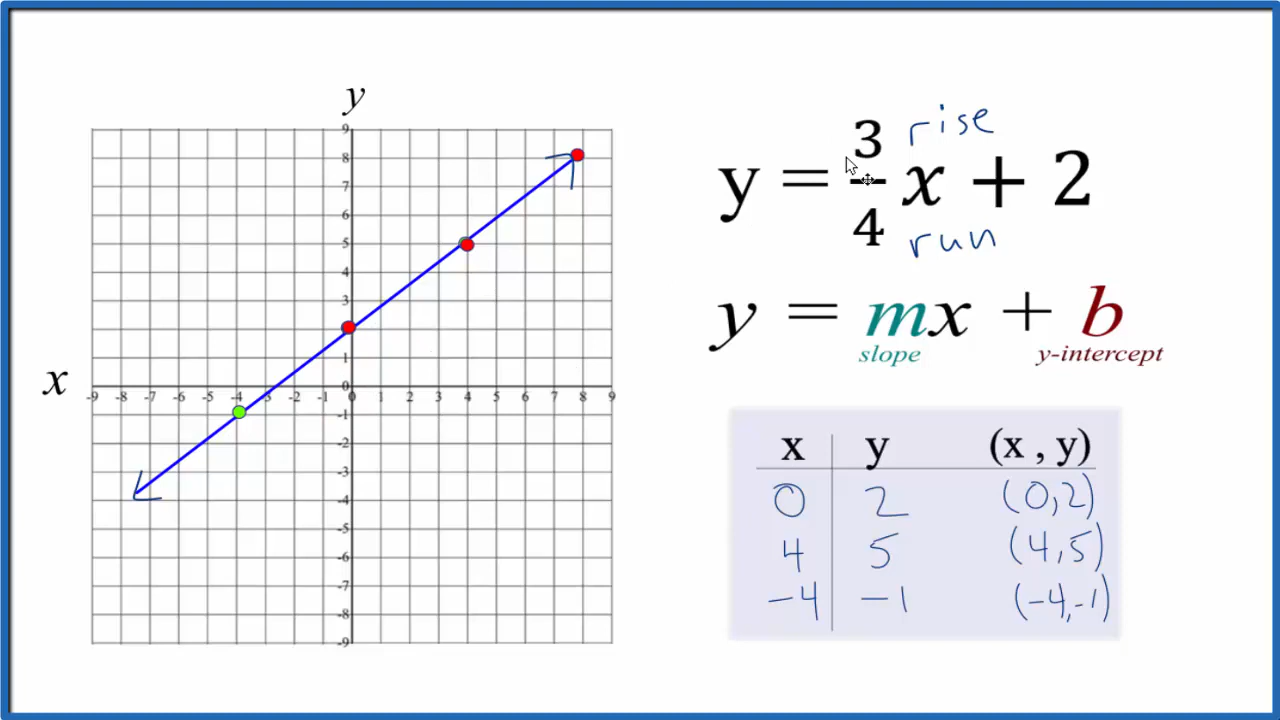 y
9
8
7
6
5
4
3
2
1
0
x
-9 -8 -7 -6 -5 -4 -3 -2 -1 0 1 2 3 4 5 6 7 8 9
-1
-2
-3
-4
-5
-6
-7
-8
-9
y = 3/4 x + 2
rise
run
y = mx + b
slope y-intercept
x y (x , y)
0 2 (0,2)
4 5 (4,5)
-4 -1 (-4,-1)